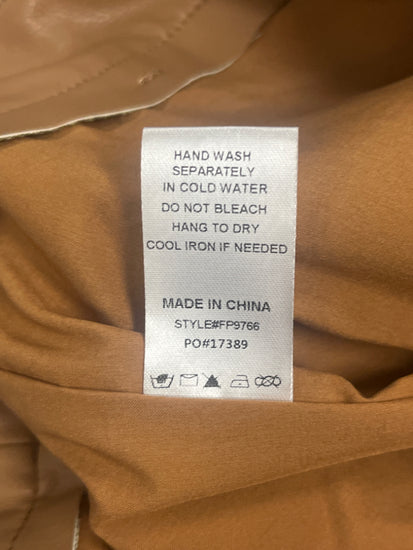 HAND WASH
SEPARATELY
IN COLD WATER
DO NOT BLEACH
HANG TO DRY
COOL IRON IF NEEDED
MADE IN CHINA
STYLE#FP9766
PO#17389